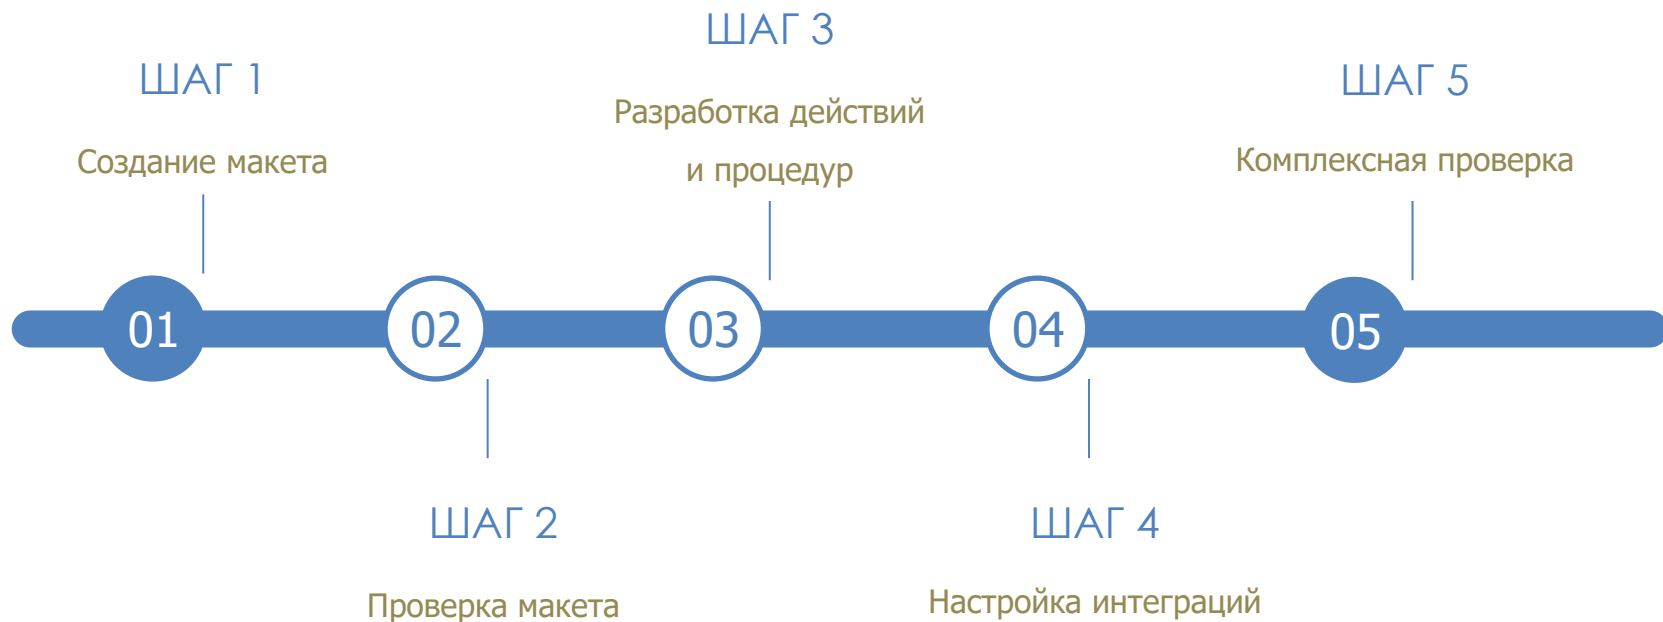 ШАГ 1
Создание макета
01
02
ШАГ 2
Проверка макета
ШАГ 3
Разработка действий
и процедур
03
04
ШАГ 4
Настройка интеграций
ШАГ 5
Комплексная проверка
05